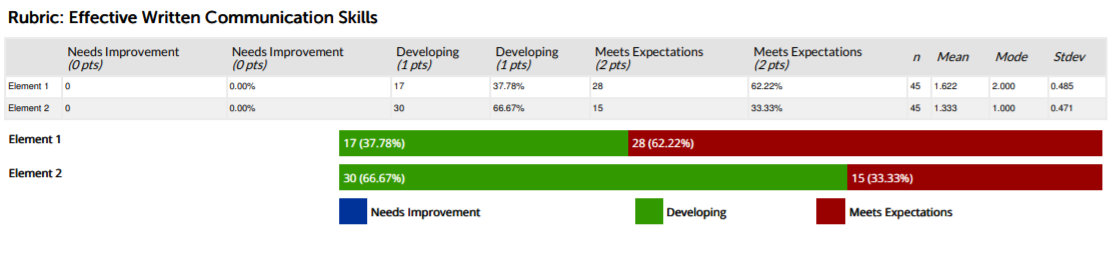 Rubric: Effective Written Communication Skills
Needs Improvement (0 pts) Needs Improvement (0 pts) Developing (1 pts) Developing (1 pts) Meets Expectations (2 pts) Meets Expectations (2 pts) n Mean Mode Stdev
Element 1 0 0.00% 17 37.78% 28 62.22% 45 1.622 2.000 0.485
Element 2 0 0.00% 30 66.67% 15 33.33% 45 1.333 1.000 0.471
Element 1 17 (37.78%) 28 (62.22%)
Element 2 30 (66.67%) 15 (33.33%)
Needs Improvement Developing Meets Expectations